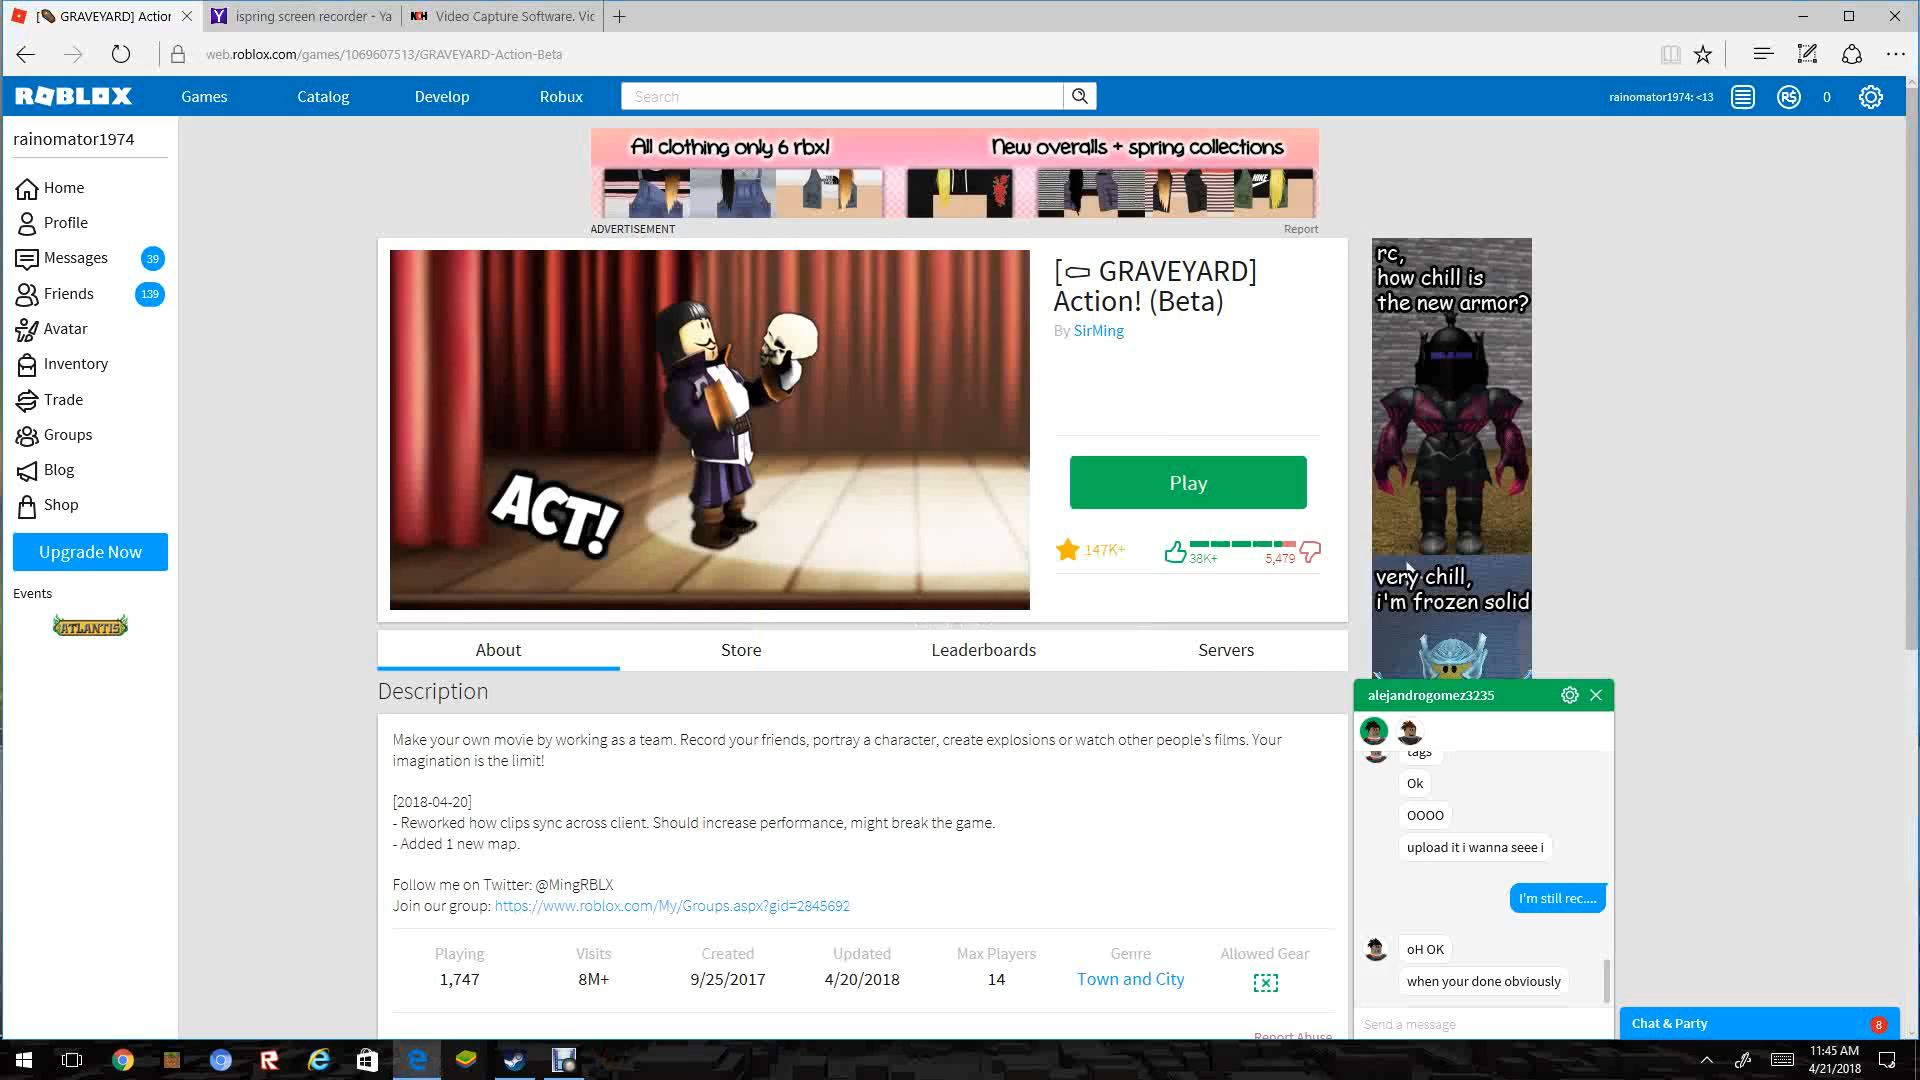 [ GRAVEYARD] Action
ispring screen recorder - Ya
NCH Video Capture Software. Vic
web.roblox.com/games/1069607513/GRAVEYARD-Action-Beta
ROBLOX
Games
Catalog
Develop
Robux
Search
rainomator1974: <13
R$
0
rainomator1974
Home
Profile
Messages
39
Friends
139
Avatar
Inventory
Trade
Groups
Blog
Shop
Upgrade Now
Events
ATLANTIS
All clothing only 6 rbx!
New overalls + spring collections
NIKE
ADVERTISEMENT
Report
ACT!
[ GRAVEYARD]
Action! (Beta)
By SirMing
Play
147K+
38K+
5,479
rc,
how chill is
the new armor?
very chill,
i'm frozen solid
About
Store
Leaderboards
Servers
Description
Make your own movie by working as a team. Record your friends, portray a character, create explosions or watch other people's films. Your
imagination is the limit!
[2018-04-20]
- Reworked how clips sync across client. Should increase performance, might break the game.
- Added 1 new map.
Follow me on Twitter: @MingRBLX
Join our group: https://www.roblox.com/My/Groups.aspx?gid=2845692
Playing
Visits
Created
Updated
Max Players
Genre
Allowed Gear
1,747
8M+
9/25/2017
4/20/2018
14
Town and City
Report Abuse
alejandrogomez3235
tags
Ok
OOOO
upload it i wanna seee i
I'm still rec....
oH OK
when your done obviously
Send a message
Chat & Party
8
11:45 AM
4/21/2018